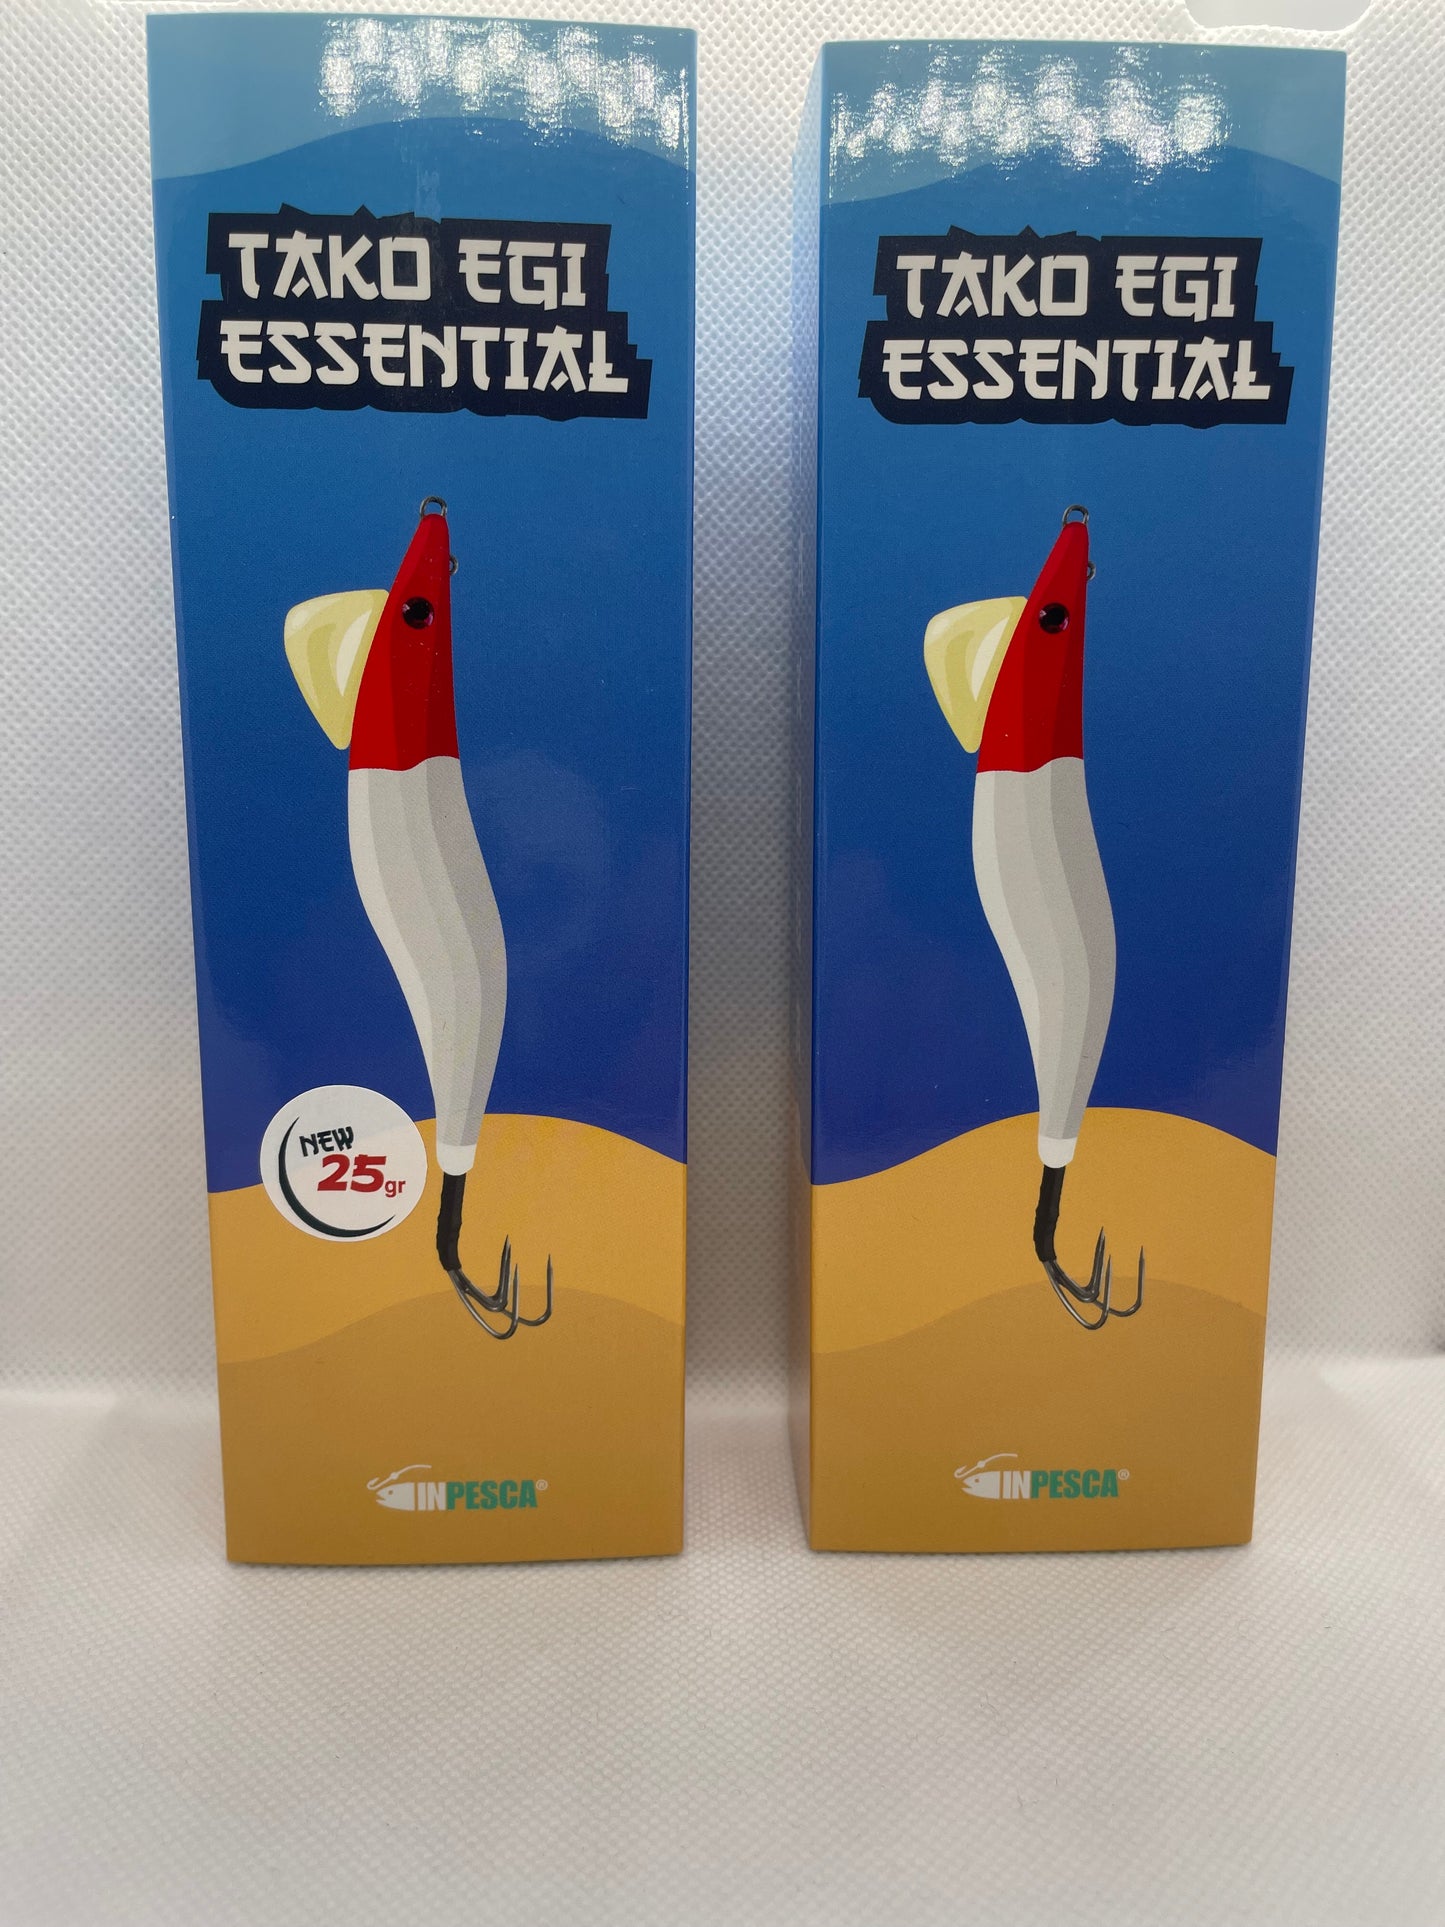 TAKO EGI
ESSENTIAL
NEW
25gr
INPESCA®
TAKO EGI
ESSENTIAL
INPESCA®